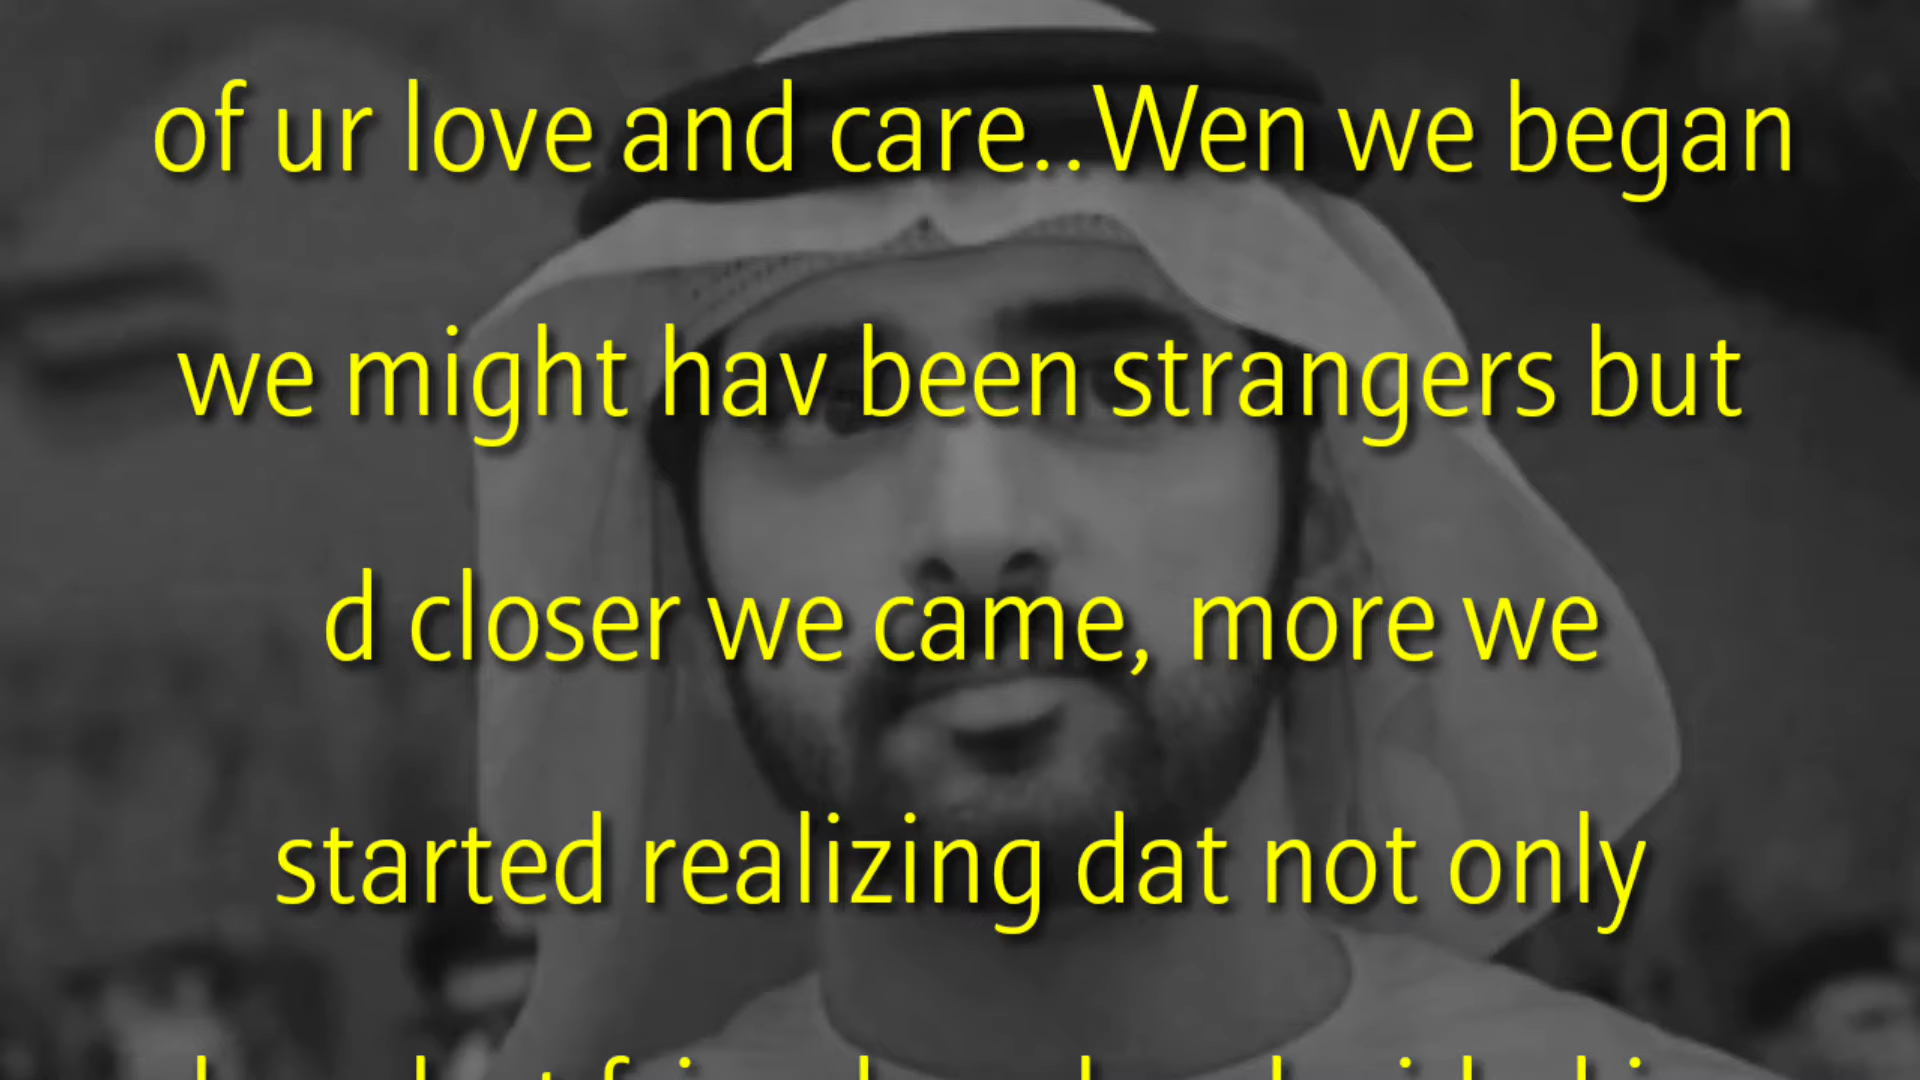 of ur love and care..Wen we began
we might hav been strangers but
d closer we came, more we
started realizing dat not only